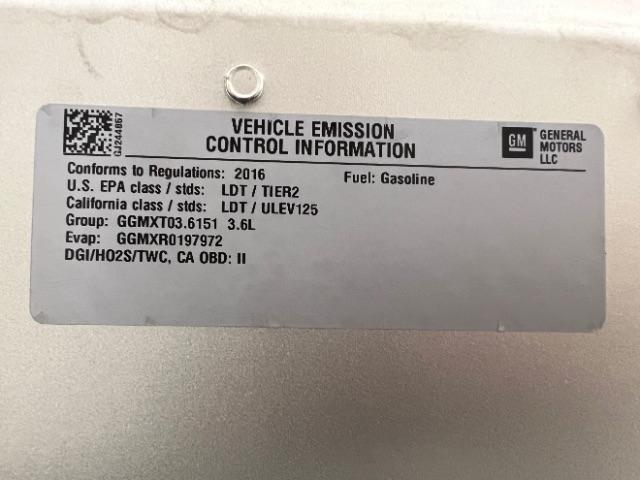 GJ244867
VEHICLE EMISSION
CONTROL INFORMATION
GM
GENERAL
MOTORS
LLC
Conforms to Regulations: 2016
Fuel: Gasoline
U.S. EPA class / stds: LDT / TIER2
California class / stds: LDT / ULEV125
Group: GGMXT03.6151 3.6L
Evap: GGMXR0197972
DGI/HO2S/TWC, CA OBD: II